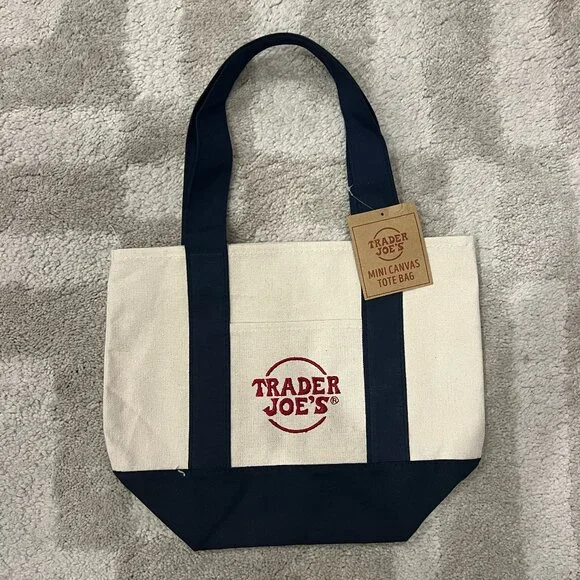 TRADER
JOE'S
MINI CANVAS
TOTE BAG
TRADER
JOE'S®